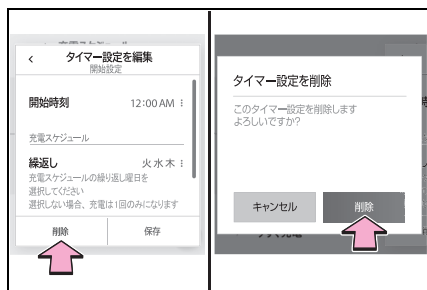 タイマー設定を編集
開始設定
開始時刻
12:00 AM
充電スケジュール
繰返し
火 水 木
充電スケジュールの繰り返し曜日を
選択してください
選択しない場合、充電は1回のみになります
削除
保存
タイマー設定を削除
このタイマー設定を削除します
よろしいですか?
キャンセル
削除